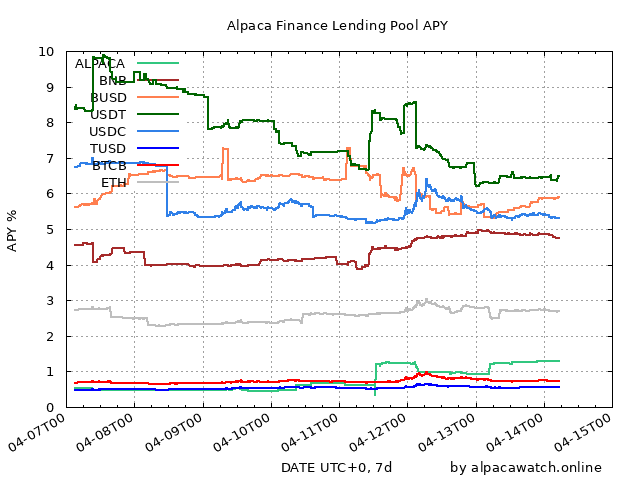 Alpaca Finance Lending Pool APY
10
9
8
7
6
5
4
3
2
1
0
APY %
ALPACA
BNB
BUSD
USDT
USDC
TUSD
BTCB
ETH
04-07T00
04-08T00
04-09T00
04-10T00
04-11T00
04-12T00
04-13T00
04-14T00
04-15T00
DATE UTC+0, 7d
by alpacawatch.online